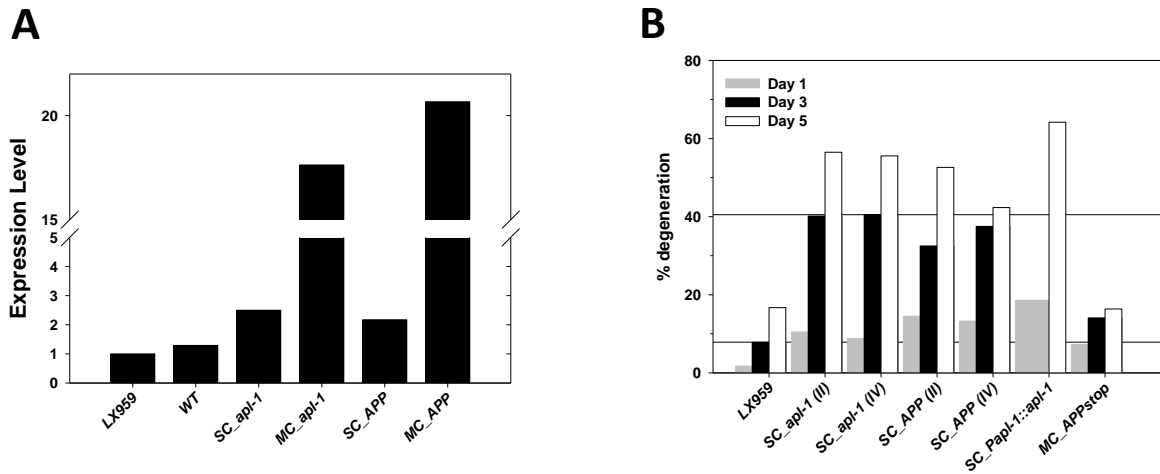 A
Expression Level
20
15
5
4
3
2
1
0
LX959
WT
SC_apl-1
MC_apl-1
SC_APP
MC_APP
B
% degeneration
80
60
40
20
0
Day 1
Day 3
Day 5
LX959
SC_apl-1 (II)
SC_apl-1 (IV)
SC_APP (II)
SC_APP (IV)
SC_Papl-1::apl-1
MC_APPstop